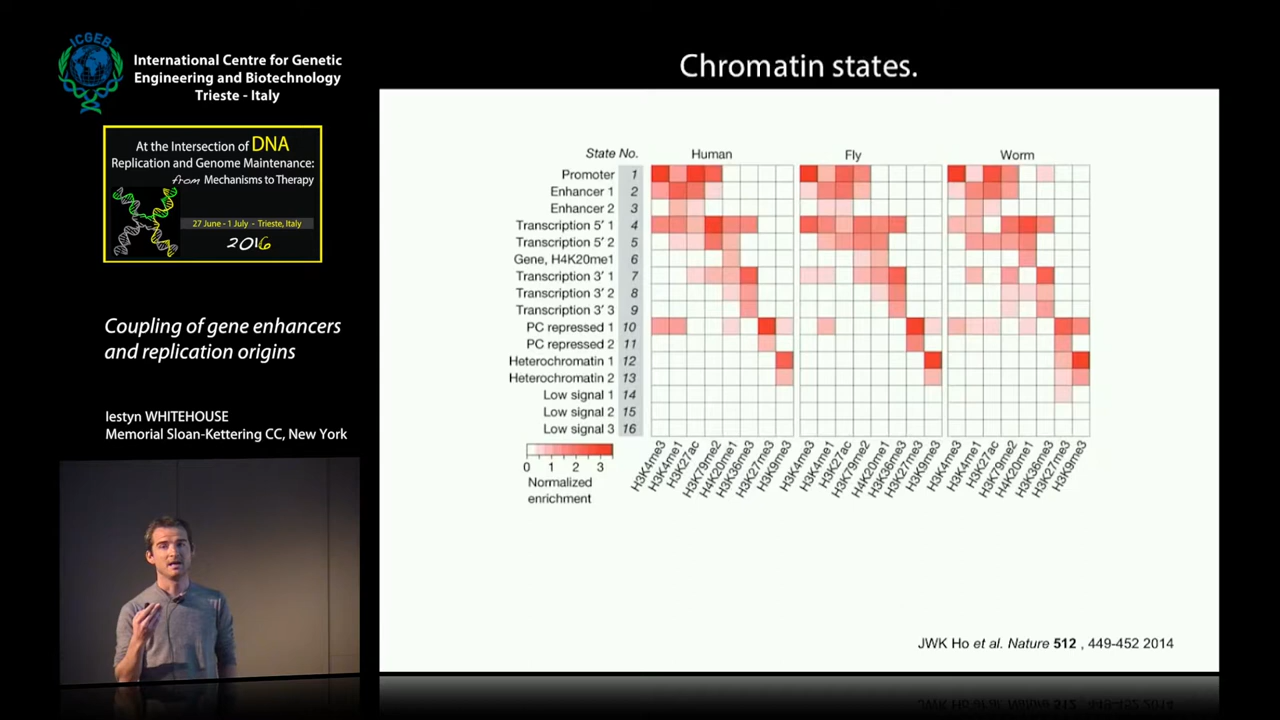 ICGEB
International Centre for Genetic
Engineering and Biotechnology
Trieste - Italy
At the Intersection of DNA
Replication and Genome Maintenance:
from Mechanisms to Therapy
27 June - 1 July - Trieste, Italy
2016
Coupling of gene enhancers
and replication origins
Iestyn WHITEHOUSE
Memorial Sloan-Kettering CC, New York
Chromatin states.
State No. Human Fly Worm
Promoter 1
Enhancer 1 2
Enhancer 2 3
Transcription 5′ 1 4
Transcription 5′ 2 5
Gene, H4K20me1 6
Transcription 3′ 1 7
Transcription 3′ 2 8
Transcription 3′ 3 9
PC repressed 1 10
PC repressed 2 11
Heterochromatin 1 12
Heterochromatin 2 13
Low signal 1 14
Low signal 2 15
Low signal 3 16
H3K4me3 H3K4me1 H3K27ac H3K79me2 H4K20me1 H3K36me3 H3K27me3 H3K9me3 H3K4me3 H3K4me1 H3K27ac H3K79me2 H4K20me1 H3K36me3 H3K27me3 H3K9me3 H3K4me3 H3K4me1 H3K27ac H3K79me2 H4K20me1 H3K36me3 H3K27me3 H3K9me3
0 1 2 3
Normalized
enrichment
JWK Ho et al. Nature 512 , 449-452 2014